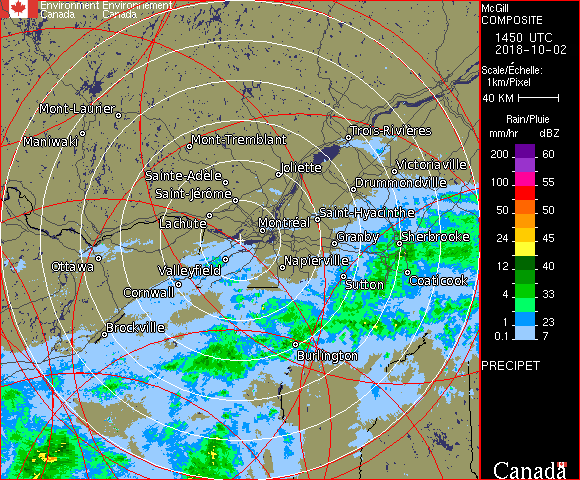 Environment Environnement
Canada Canada
McGill
COMPOSITE
1450 UTC
2018-10-02
Scale/Échelle:
1km/Pixel
40 KM
Rain/Pluie
mm/hr dBZ
200 60
100 55
50 50
24 45
12 40
4 33
1 23
0.1 7
PRECIPET
Canada
Mont-Laurier
Maniwaki
Mont-Tremblant
Trois-Rivières
Joliette
Victoriaville
Sainte-Adèle
Drummondville
Saint-Jérôme
Lachute
Saint-Hyacinthe
Montréal
Granby
Sherbrooke
Ottawa
Valleyfield
Napierville
Coaticook
Cornwall
Sutton
Brockville
Burlington